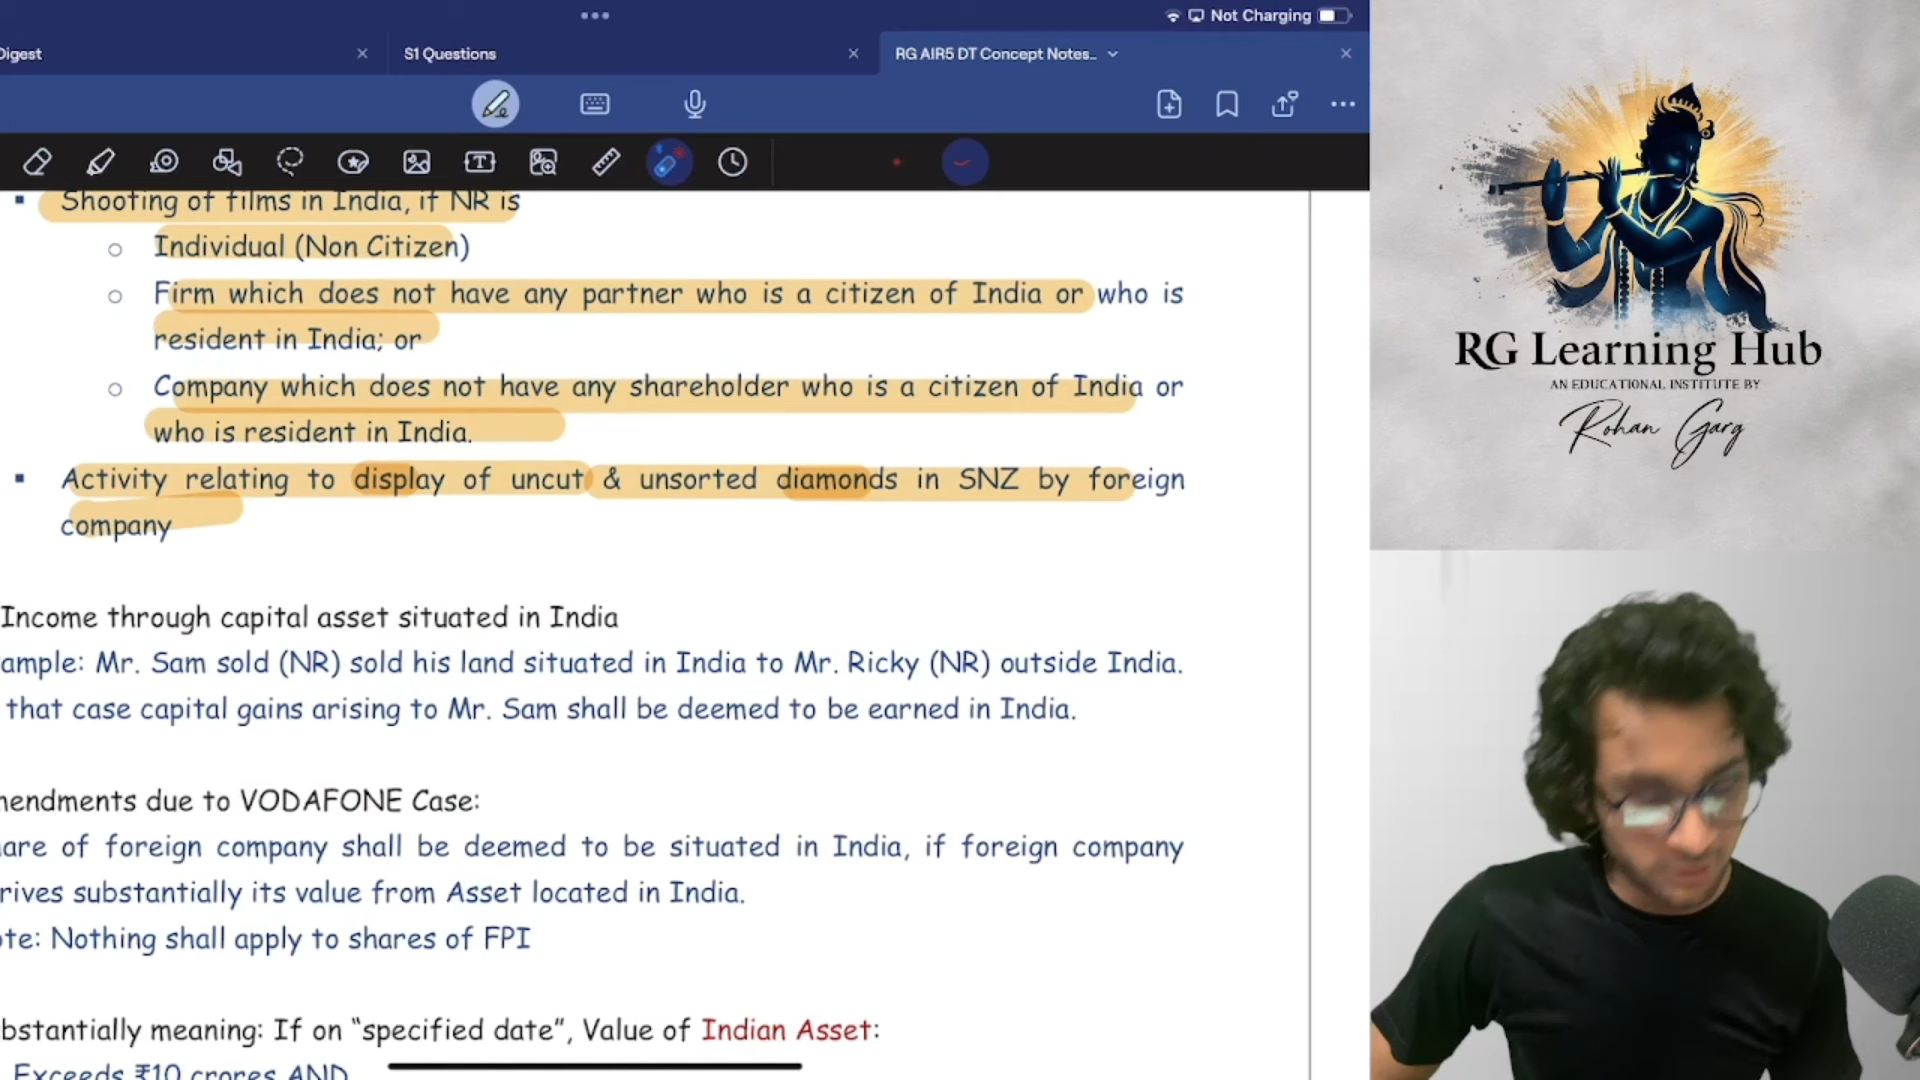 Not Charging
Digest
S1 Questions
RG AIR5 DT Concept Notes..
Shooting of films in India, if NR is
Individual (Non Citizen)
Firm which does not have any partner who is a citizen of India or who is
resident in India; or
Company which does not have any shareholder who is a citizen of India or
who is resident in India.
Activity relating to display of uncut & unsorted diamonds in SNZ by foreign
company
Income through capital asset situated in India
ample: Mr. Sam sold (NR) sold his land situated in India to Mr. Ricky (NR) outside India.
that case capital gains arising to Mr. Sam shall be deemed to be earned in India.
mendments due to VODAFONE Case:
are of foreign company shall be deemed to be situated in India, if foreign company
rives substantially its value from Asset located in India.
ote: Nothing shall apply to shares of FPI
bstantially meaning: If on “specified date”, Value of Indian Asset:
Exceeds ₹10 crores AND
RG Learning Hub
AN EDUCATIONAL INSTITUTE BY
Rohan Garg